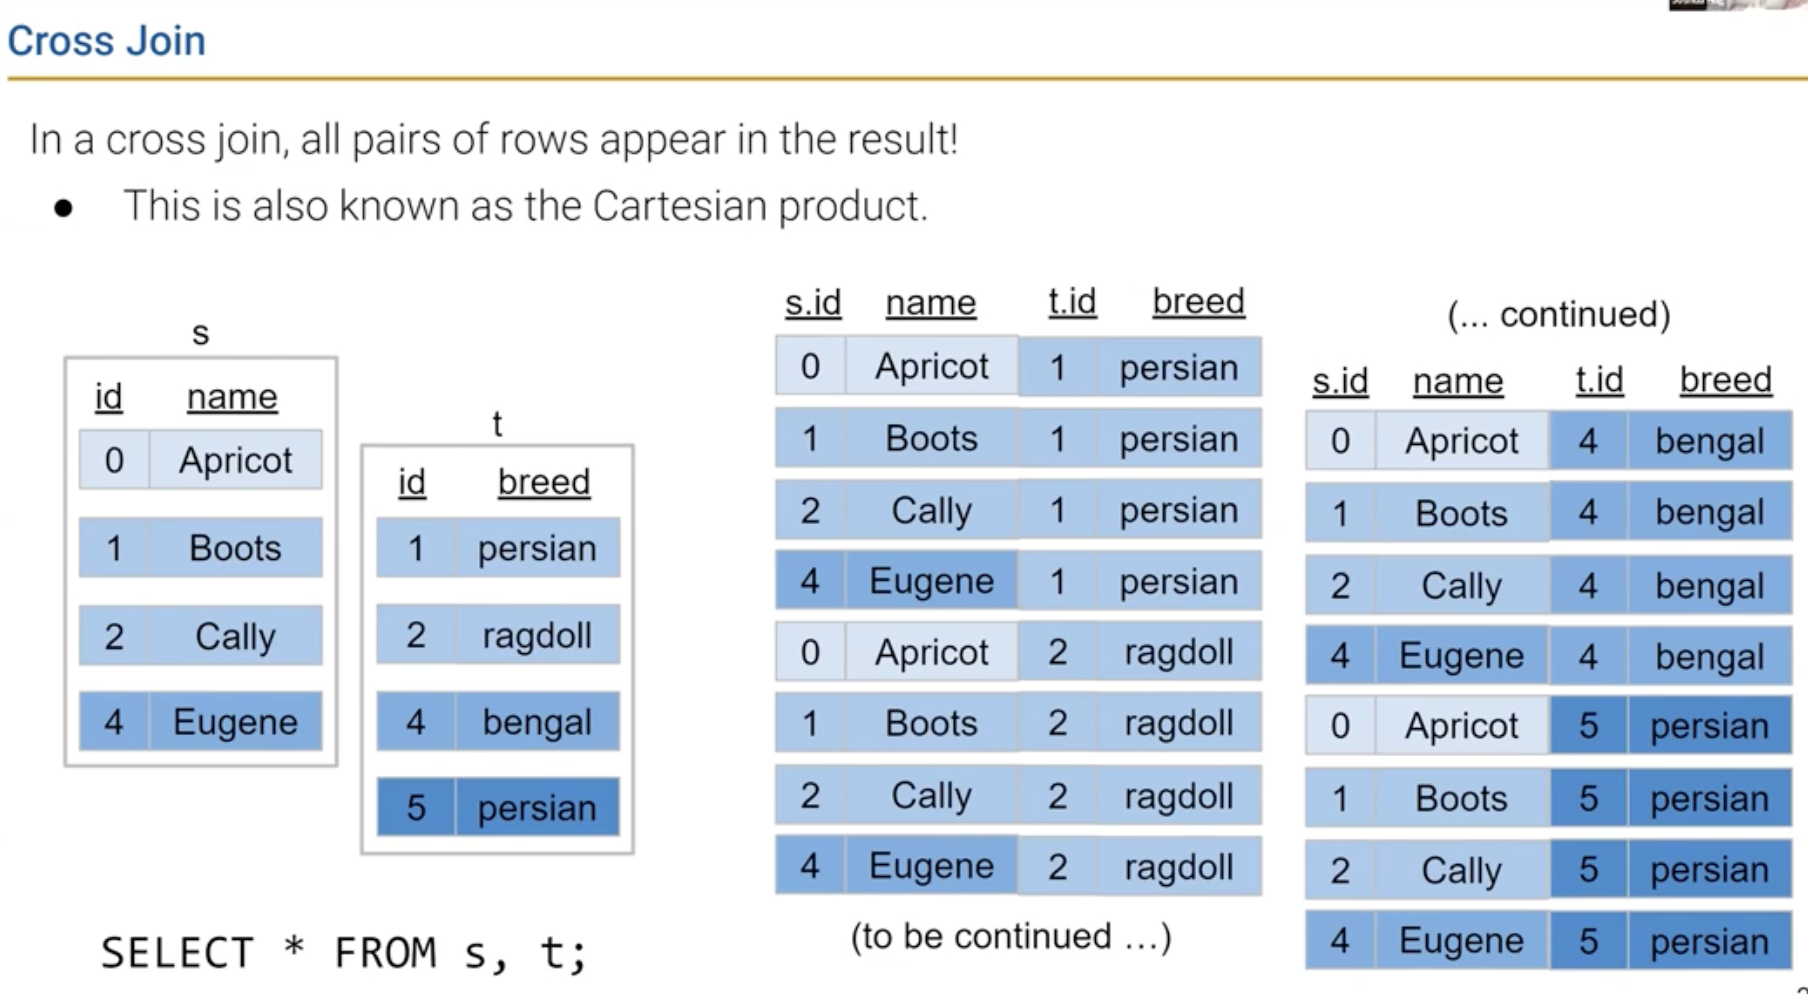 Cross Join
In a cross join, all pairs of rows appear in the result!
● This is also known as the Cartesian product.
s
id name
0 Apricot
1 Boots
2 Cally
4 Eugene
t
id breed
1 persian
2 ragdoll
4 bengal
5 persian
SELECT * FROM s, t;
s.id name t.id breed
0 Apricot 1 persian
1 Boots 1 persian
2 Cally 1 persian
4 Eugene 1 persian
0 Apricot 2 ragdoll
1 Boots 2 ragdoll
2 Cally 2 ragdoll
4 Eugene 2 ragdoll
(to be continued ...)
(... continued)
s.id name t.id breed
0 Apricot 4 bengal
1 Boots 4 bengal
2 Cally 4 bengal
4 Eugene 4 bengal
0 Apricot 5 persian
1 Boots 5 persian
2 Cally 5 persian
4 Eugene 5 persian